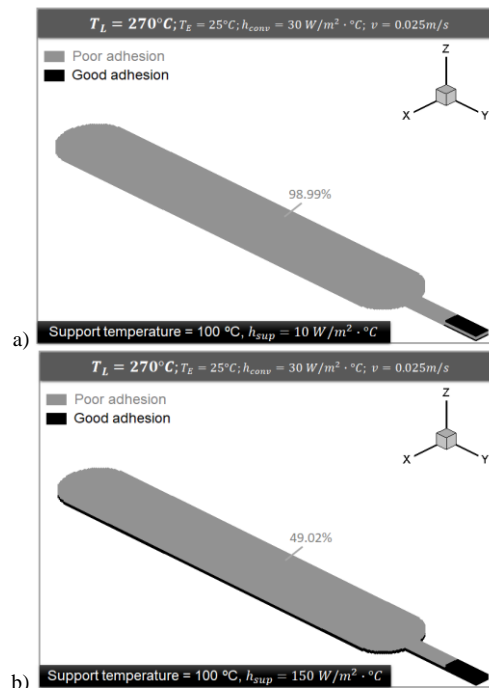 T_L = 270°C; T_E = 25°C; h_conv = 30 W/m² · °C; v = 0.025m/s
Poor adhesion
Good adhesion
Z
X
Y
98.99%
Support temperature = 100 ºC, h_sup = 10 W/m² · °C
a)
T_L = 270°C; T_E = 25°C; h_conv = 30 W/m² · °C; v = 0.025m/s
Poor adhesion
Good adhesion
Z
X
Y
49.02%
Support temperature = 100 ºC, h_sup = 150 W/m² · °C
b)